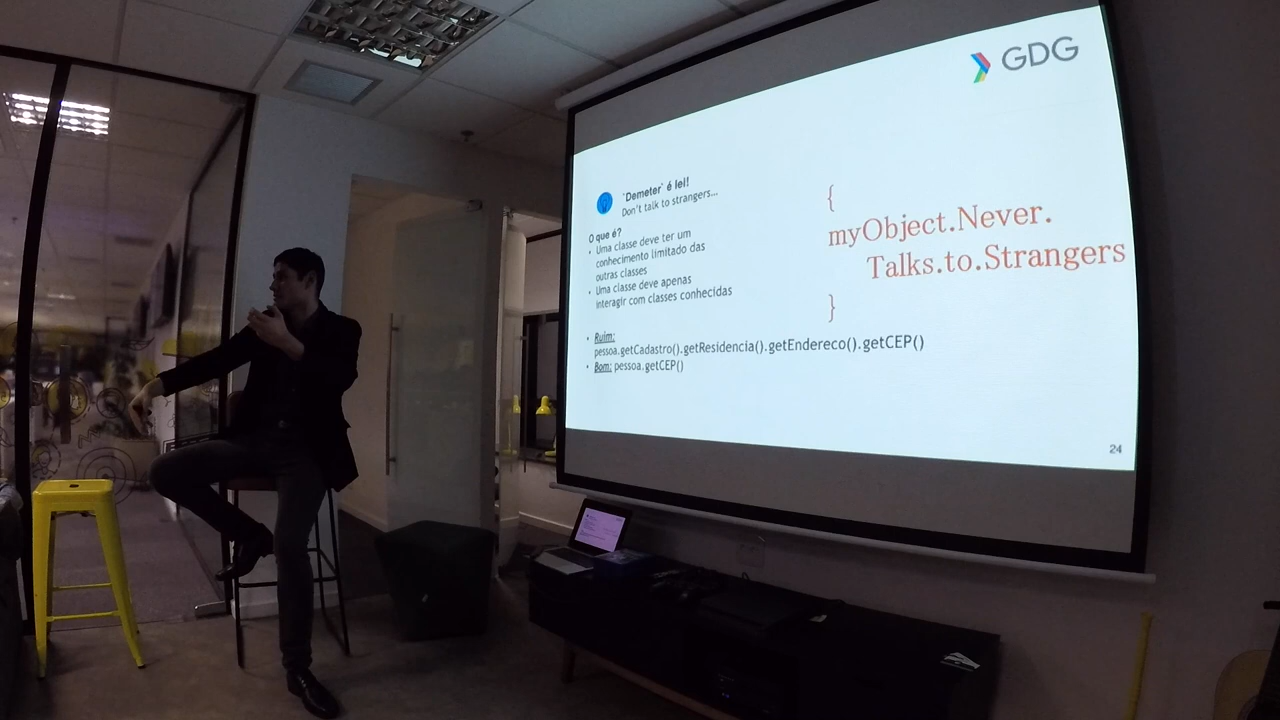 GDG
`Demeter` é lei!
Don't talk to strangers...
O que é?
• Uma classe deve ter um
conhecimento limitado das
outras classes
• Uma classe deve apenas
interagir com classes conhecidas
• Ruim:
pessoa.getCadastro().getResidencia().getEndereco().getCEP()
• Bom: pessoa.getCEP()
{
myObject.Never.
Talks.to.Strangers
}
24